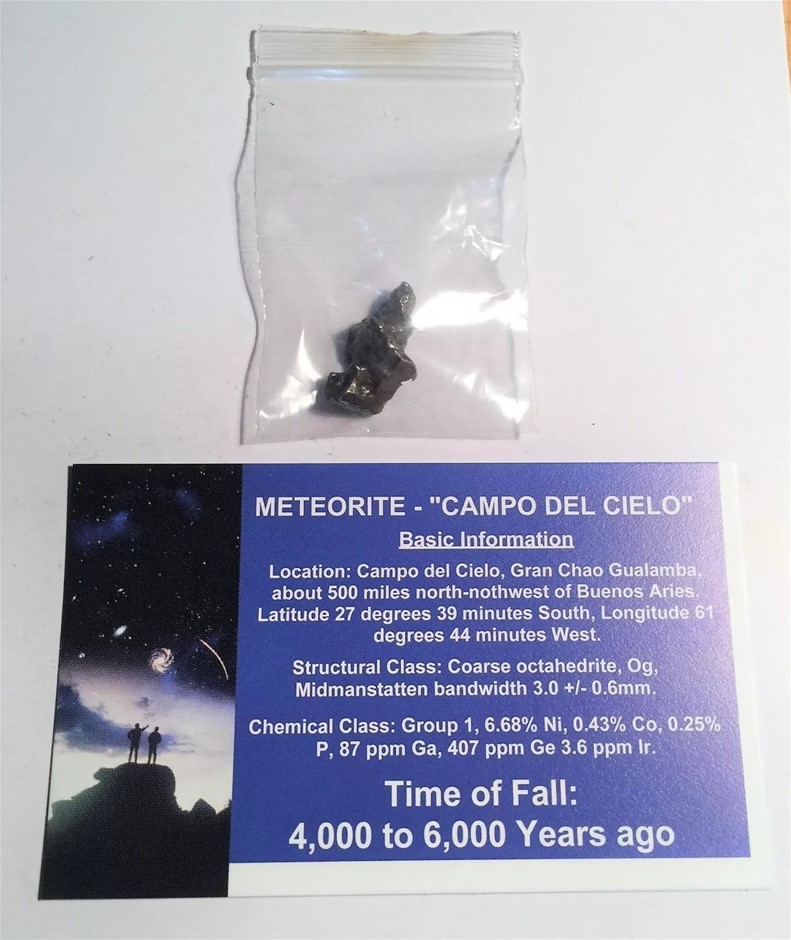 METEORITE - "CAMPO DEL CIELO"
Basic Information
Location: Campo del Cielo, Gran Chao Gualamba,
about 500 miles north-nothwest of Buenos Aries.
Latitude 27 degrees 39 minutes South, Longitude 61
degrees 44 minutes West.
Structural Class: Coarse octahedrite, Og,
Midmanstatten bandwidth 3.0 +/- 0.6mm.
Chemical Class: Group 1, 6.68% Ni, 0.43% Co, 0.25%
P, 87 ppm Ga, 407 ppm Ge 3.6 ppm Ir.
Time of Fall:
4,000 to 6,000 Years ago